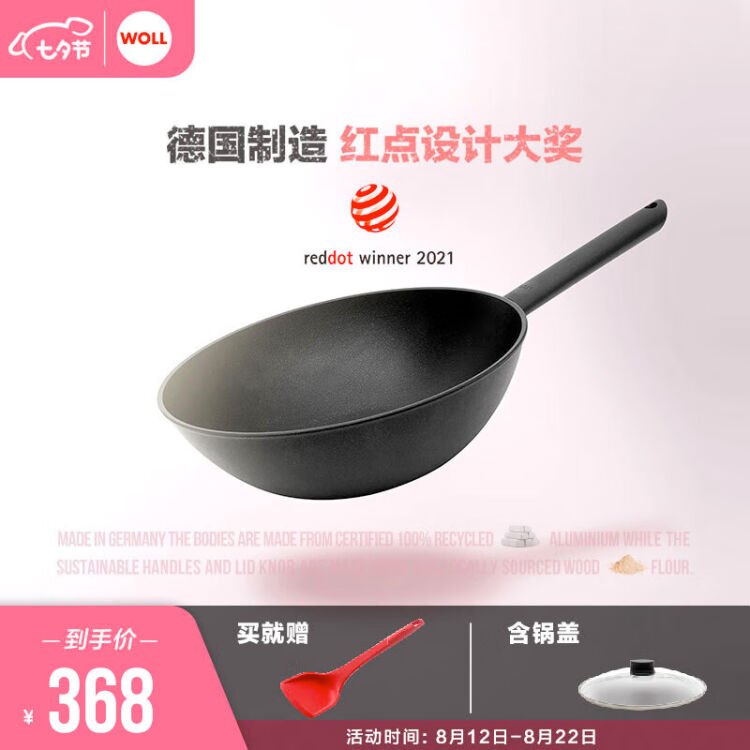 七夕节
WOLL
德国制造 红点设计大奖
reddot winner 2021
MADE IN GERMANY THE BODIES ARE MADE FROM CERTIFIED 100% RECYCLED ALUMINIUM WHILE THE
SUSTAINABLE HANDLES AND LID KNOB ARE MADE LOCALLY SOURCED WOOD FLOUR.
到手价
¥368
买就赠
含锅盖
活动时间：8月12日-8月22日